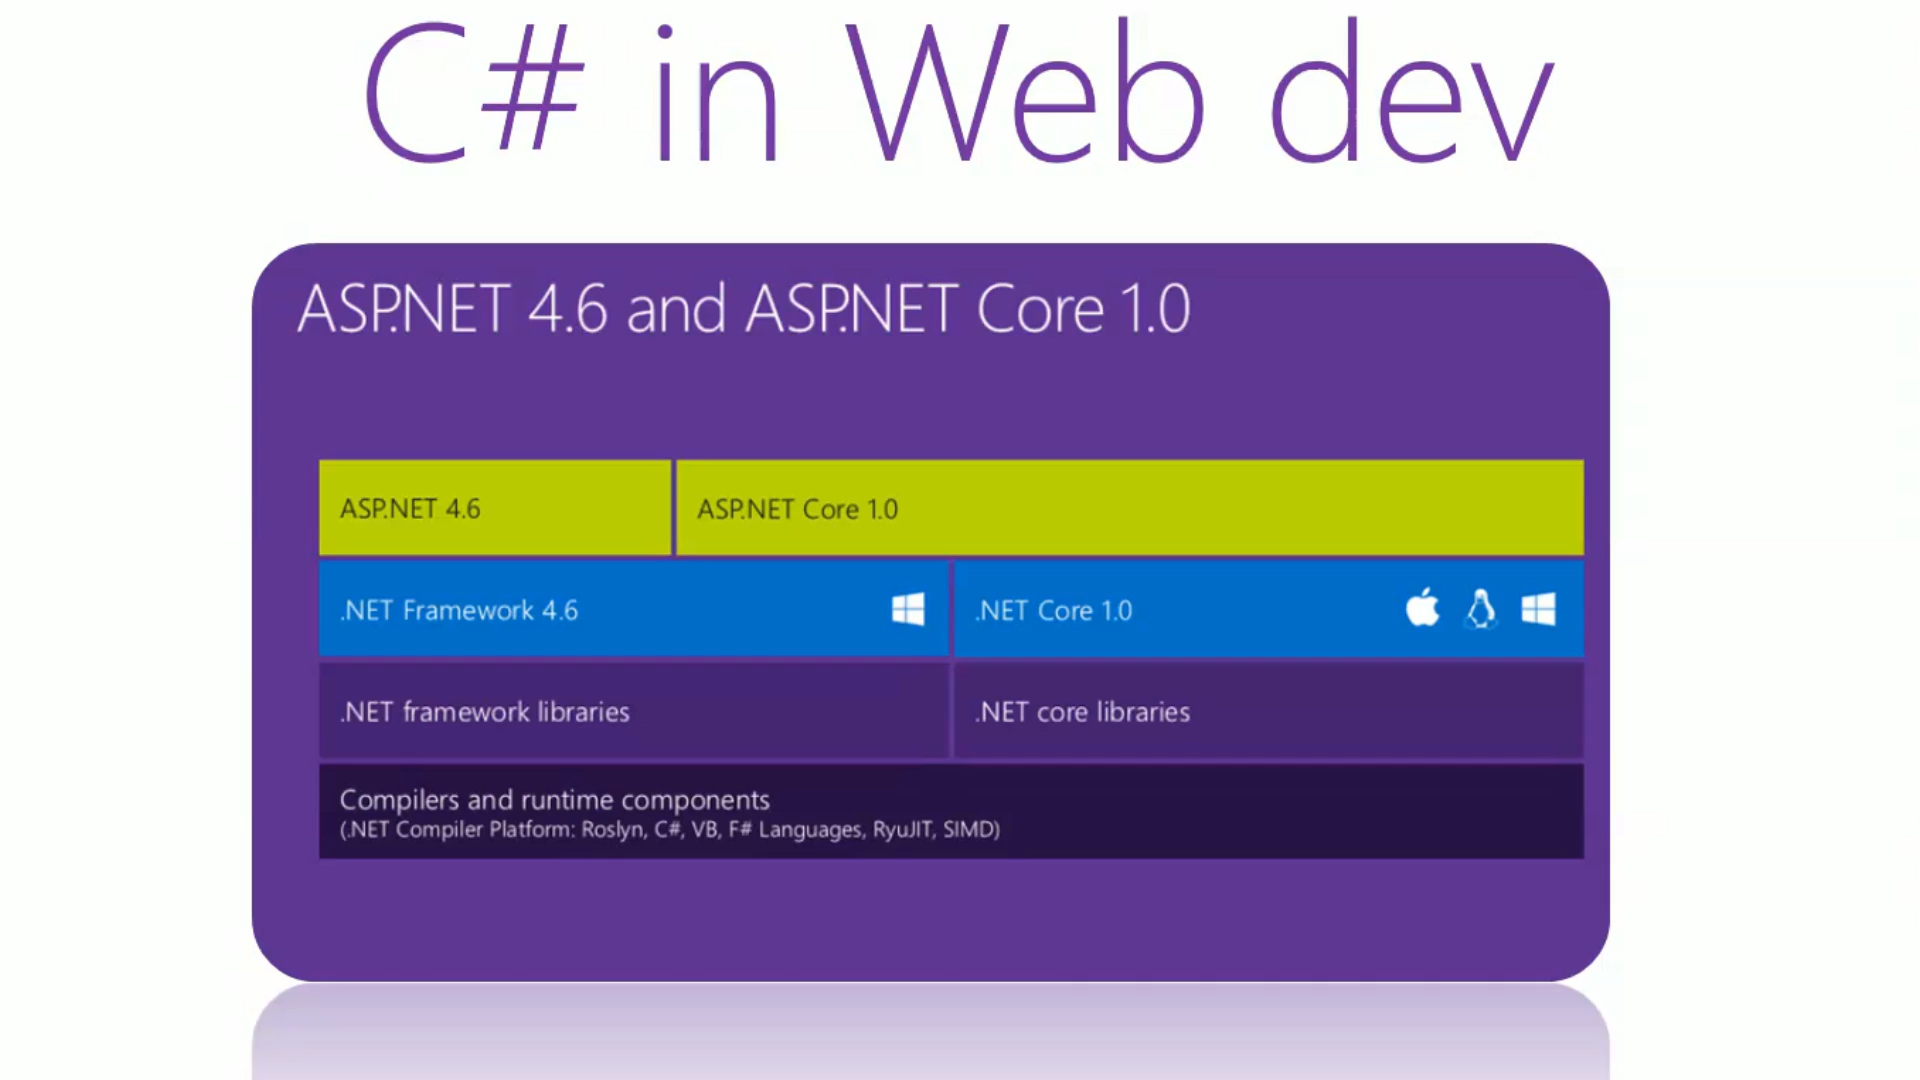 C# in Web dev
ASP.NET 4.6 and ASP.NET Core 1.0
ASP.NET 4.6
ASP.NET Core 1.0
.NET Framework 4.6
.NET Core 1.0
.NET framework libraries
.NET core libraries
Compilers and runtime components
(.NET Compiler Platform: Roslyn, C#, VB, F# Languages, RyuJIT, SIMD)